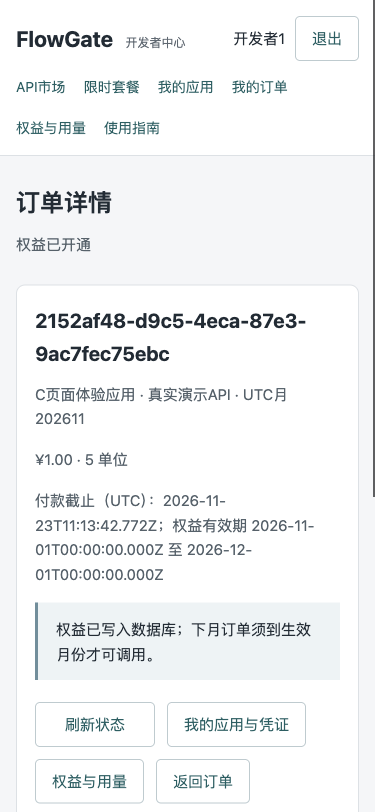 FlowGate 开发者中心 开发者1 退出
API市场 限时套餐 我的应用 我的订单
权益与用量 使用指南
订单详情
权益已开通
2152af48-d9c5-4eca-87e3-
9ac7fec75ebc
C页面体验应用 · 真实演示API · UTC月
202611
¥1.00 · 5 单位
付款截止（UTC）：2026-11-
23T11:13:42.772Z；权益有效期 2026-11-
01T00:00:00.000Z 至 2026-12-
01T00:00:00.000Z
权益已写入数据库；下月订单须到生效
月份才可调用。
刷新状态 我的应用与凭证
权益与用量 返回订单